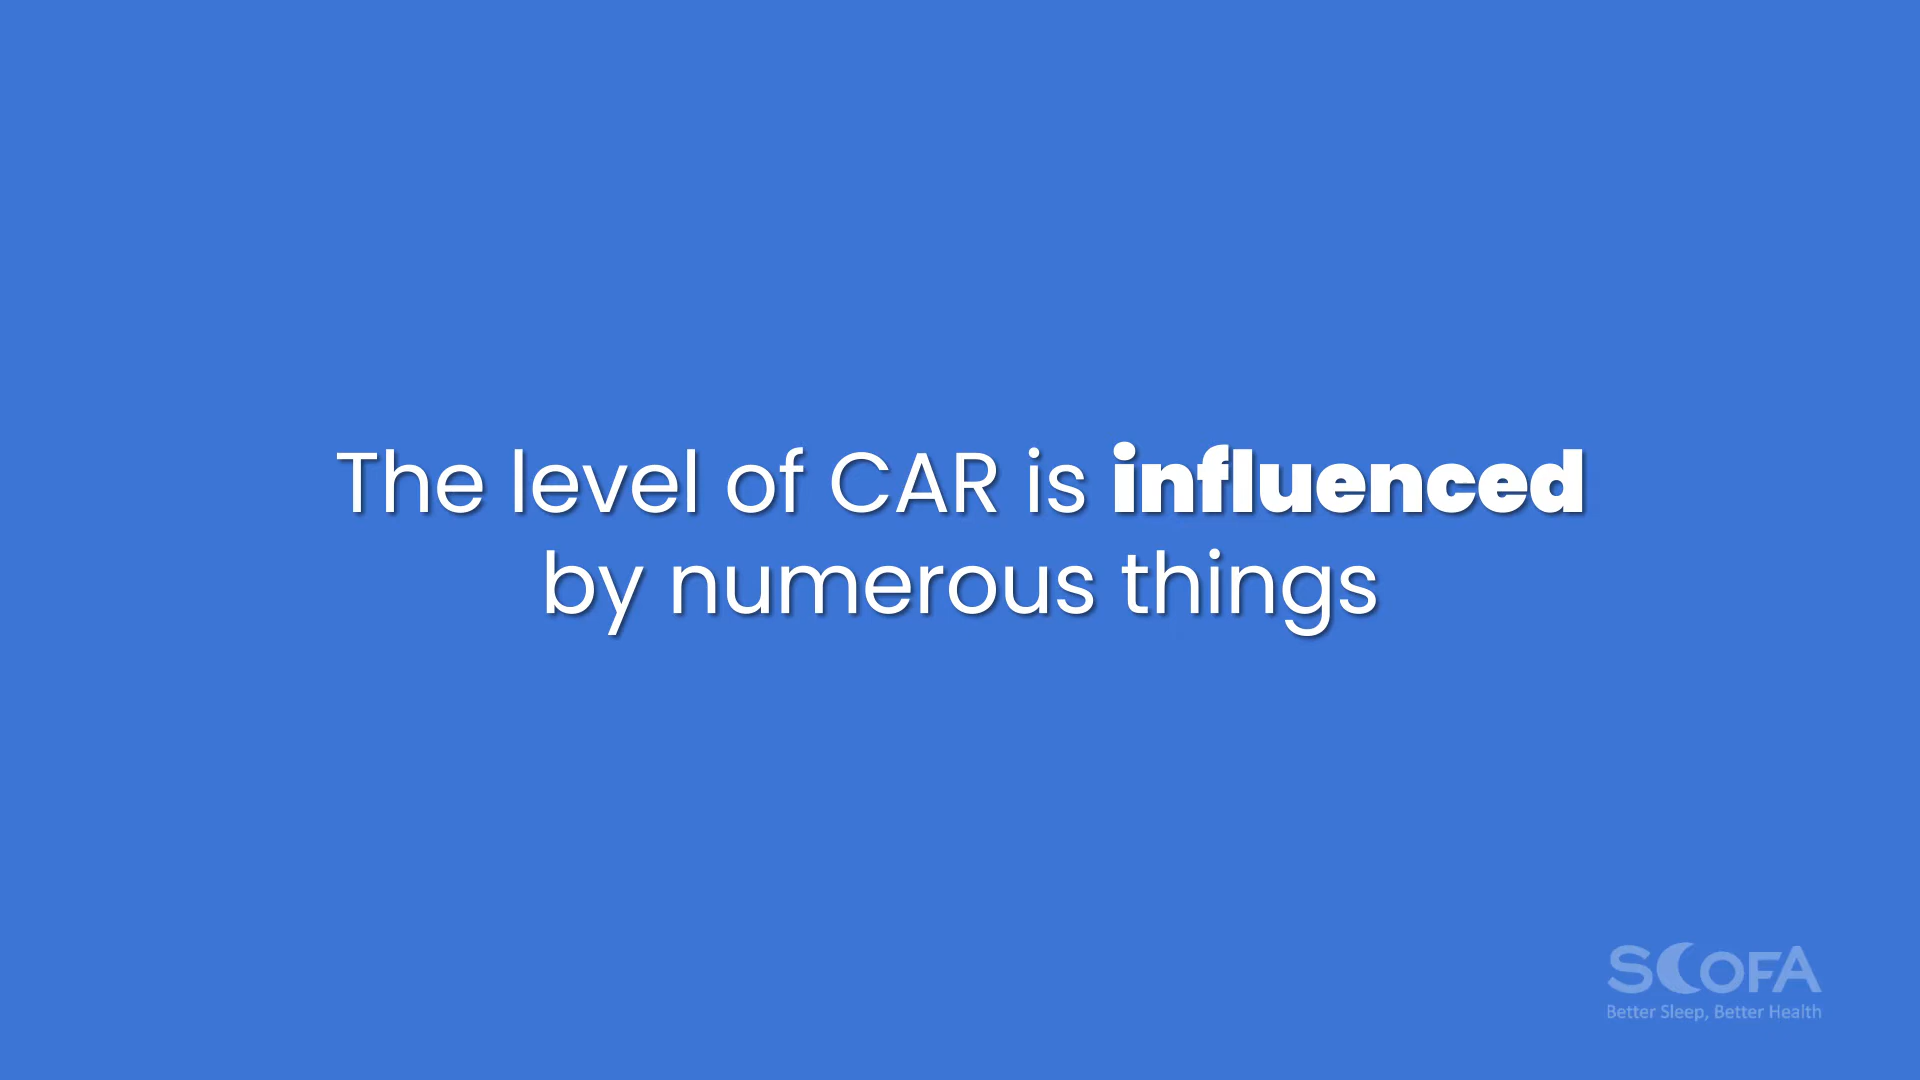 The level of CAR is influenced
by numerous things
SCOFA
Better Sleep, Better Health